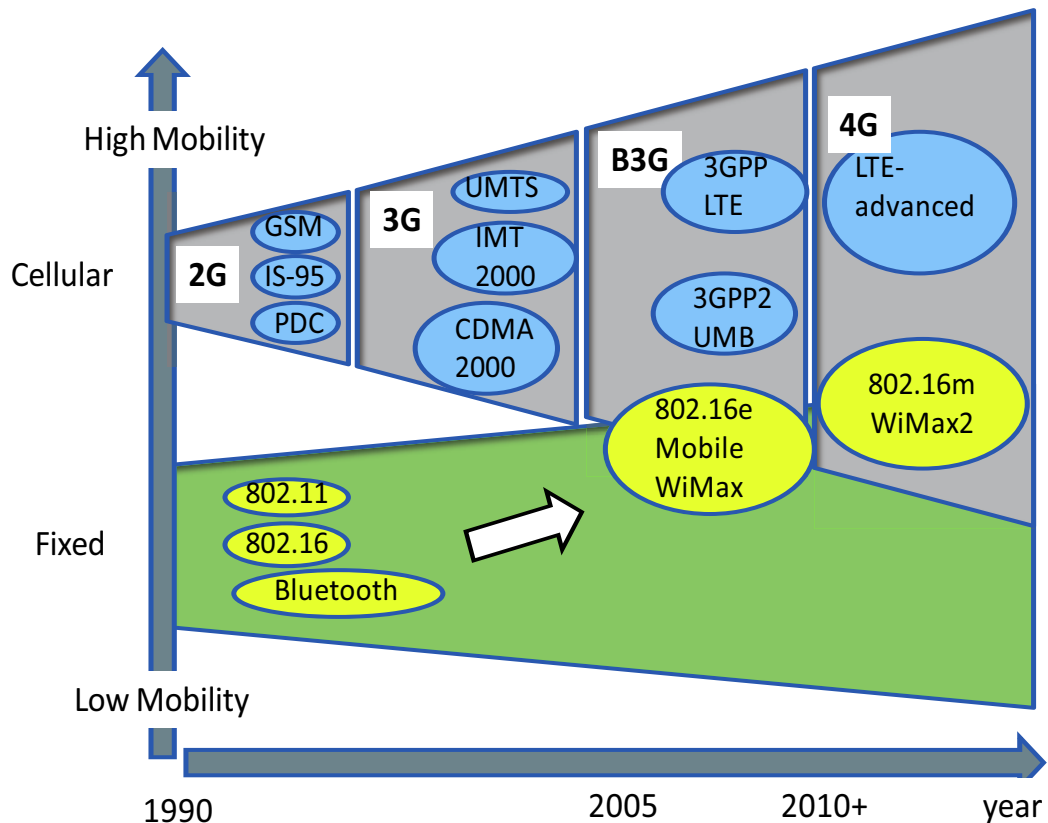 High Mobility
Cellular
Fixed
Low Mobility
2G
GSM
IS-95
PDC
3G
UMTS
IMT
2000
CDMA
2000
B3G
3GPP
LTE
3GPP2
UMB
4G
LTE-
advanced
802.16e
Mobile
WiMax
802.16m
WiMax2
802.11
802.16
Bluetooth
1990
2005
2010+
year